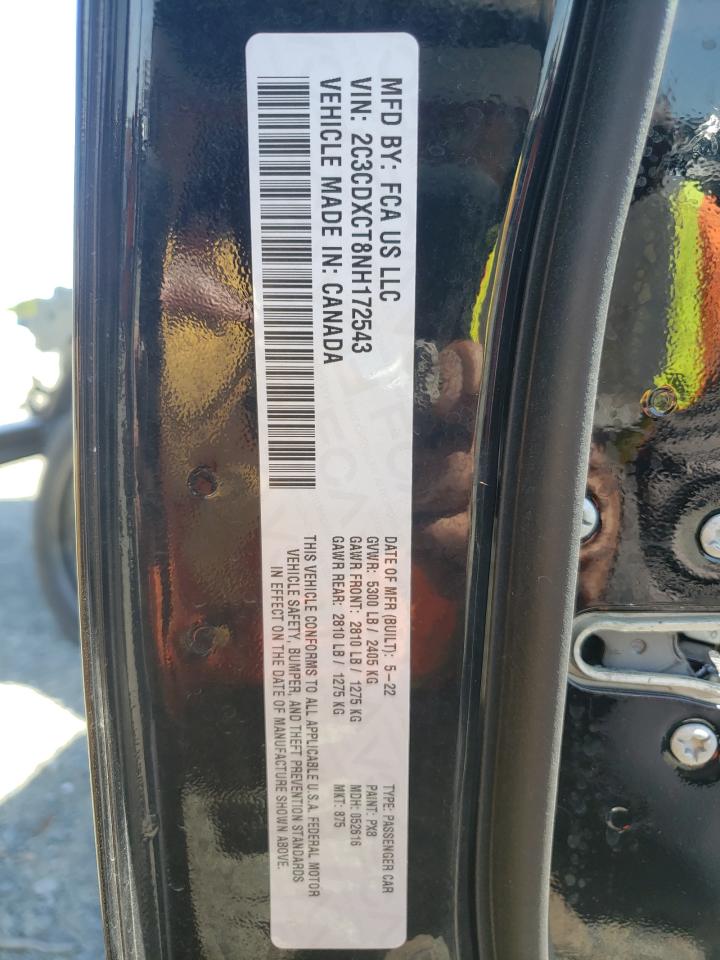 MFD BY: FCA US LLC
VIN: 2C3CDXCT8NH172543
VEHICLE MADE IN: CANADA
DATE OF MFR (BUILT): 5-22
GVWR: 5300 LB / 2405 KG
GAWR FRONT: 2810 LB / 1275 KG
GAWR REAR: 2810 LB / 1275 KG
THIS VEHICLE CONFORMS TO ALL APPLICABLE U.S.A. FEDERAL MOTOR
VEHICLE SAFETY, BUMPER, AND THEFT PREVENTION STANDARDS
IN EFFECT ON THE DATE OF MANUFACTURE SHOWN ABOVE.
TYPE: PASSENGER CAR
PAINT: PX8
MDH: 052616
MKT: 875